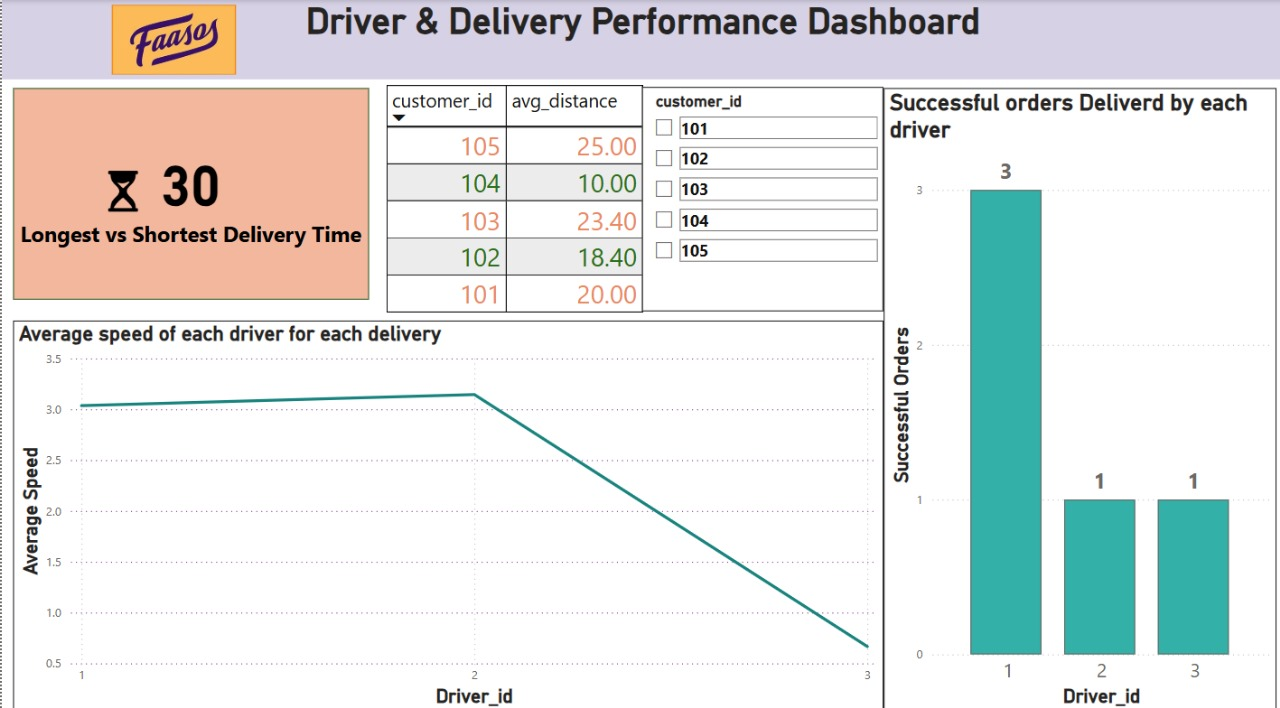 Faasos
Driver & Delivery Performance Dashboard
30
Longest vs Shortest Delivery Time
customer_id avg_distance
105 25.00
104 10.00
103 23.40
102 18.40
101 20.00
customer_id
101
102
103
104
105
Successful orders Deliverd by each
driver
3
1
1
3
2
1
0
Successful Orders
1 2 3
Driver_id
Average speed of each driver for each delivery
3.5
3.0
2.5
2.0
1.5
1.0
0.5
Average Speed
1 2 3
Driver_id